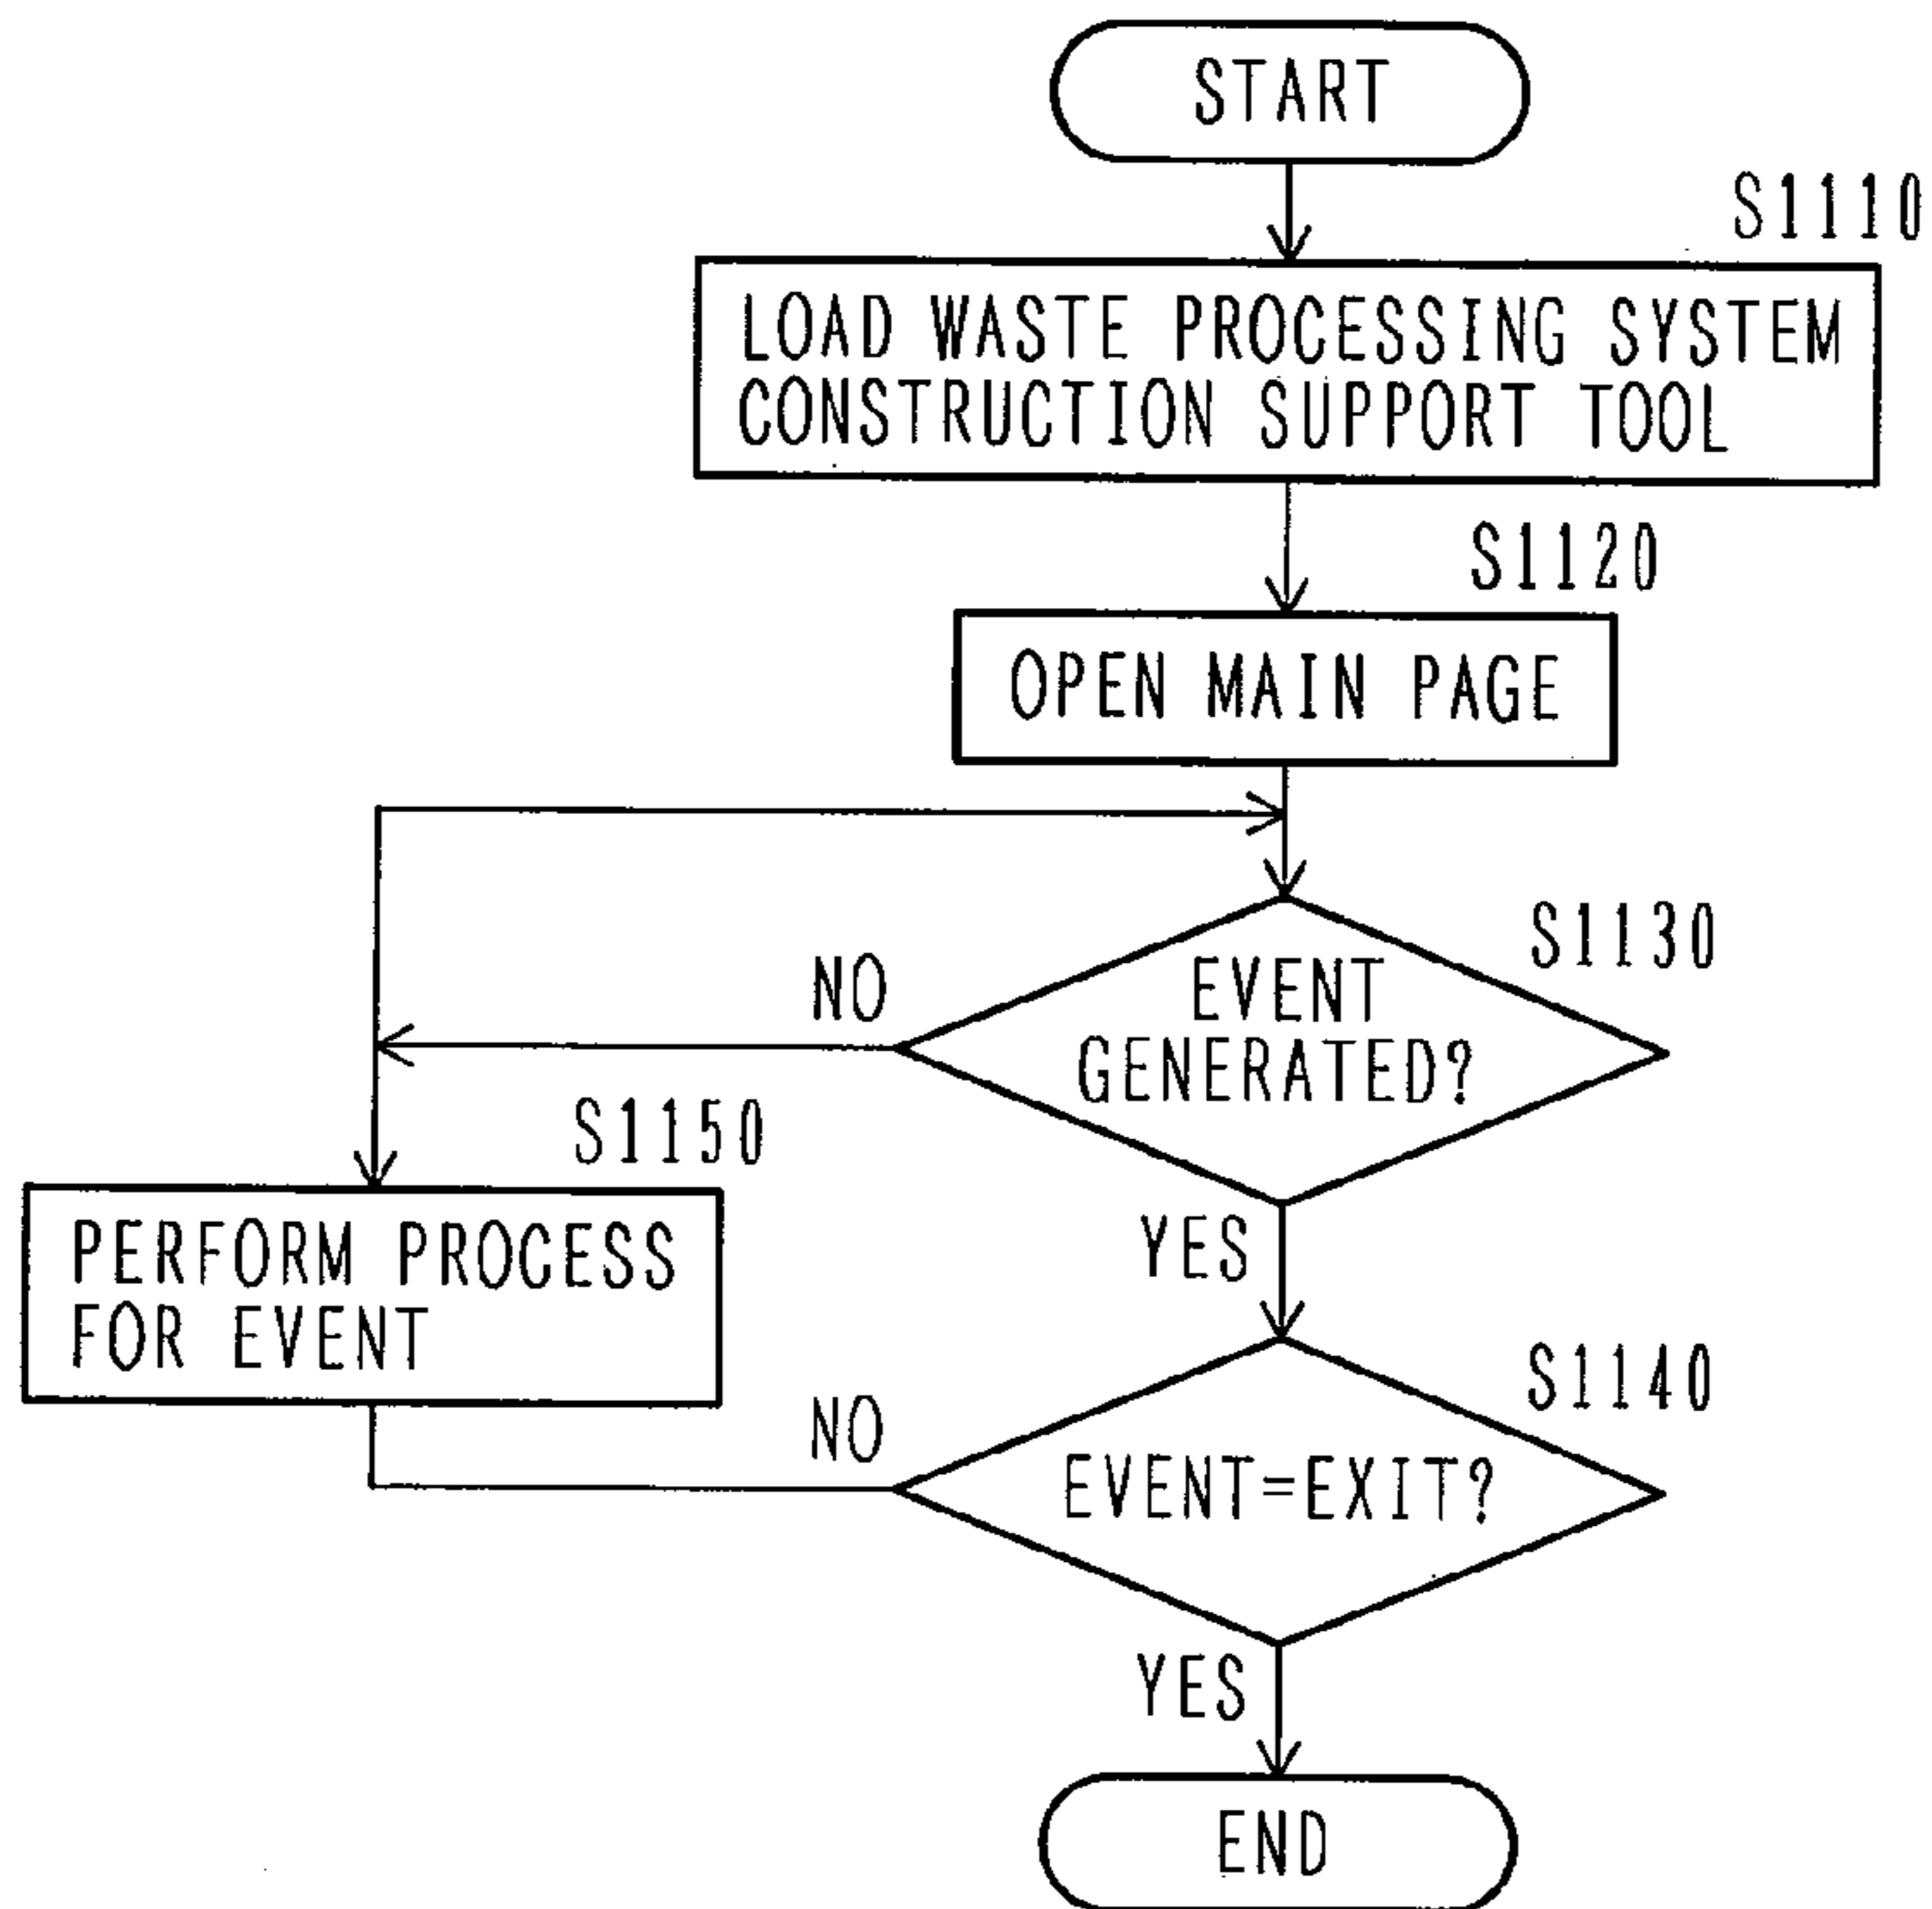 START
S1110
LOAD WASTE PROCESSING SYSTEM
CONSTRUCTION SUPPORT TOOL
S1120
OPEN MAIN PAGE
S1130
EVENT
GENERATED?
NO
S1150
YES
PERFORM PROCESS
FOR EVENT
S1140
NO
EVENT=EXIT?
YES
END